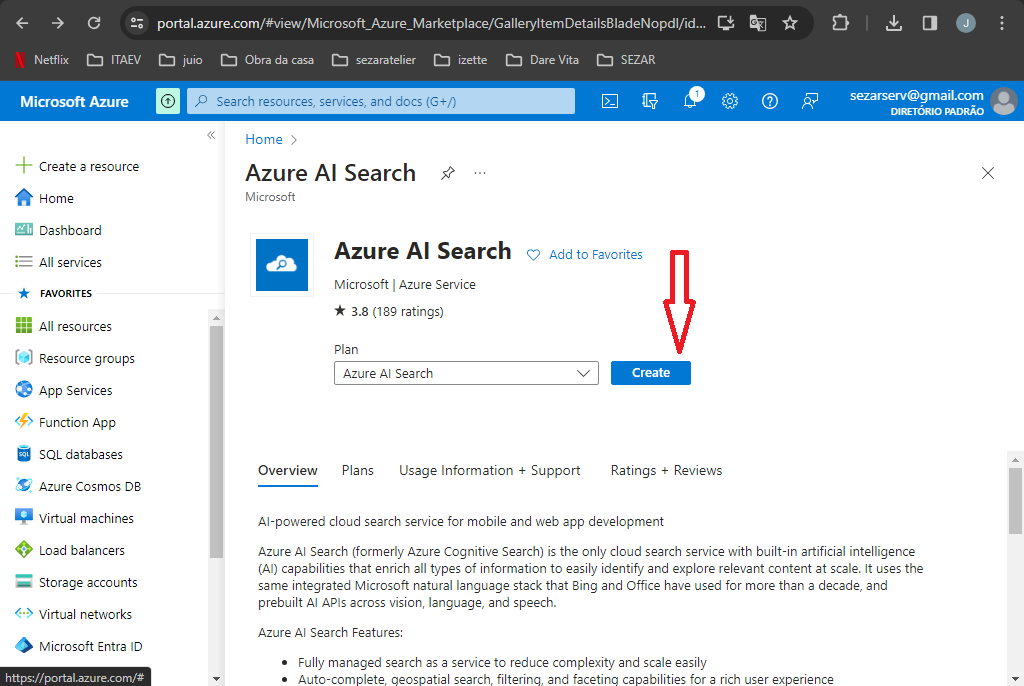 portal.azure.com/#view/Microsoft_Azure_Marketplace/GalleryItemDetailsBladeNopdl/id...
J
Netflix
ITAEV
juio
Obra da casa
sezaratelier
izette
Dare Vita
SEZAR
Microsoft Azure
Search resources, services, and docs (G+/)
1
sezarserv@gmail.com
DIRETÓRIO PADRÃO
Create a resource
Home
Dashboard
All services
FAVORITES
All resources
Resource groups
App Services
Function App
SQL databases
Azure Cosmos DB
Virtual machines
Load balancers
Storage accounts
Virtual networks
Microsoft Entra ID
https://portal.azure.com/#
Home
Azure AI Search
...
Microsoft
Azure AI Search
Add to Favorites
Microsoft | Azure Service
★ 3.8 (189 ratings)
Plan
Azure AI Search
Create
Overview
Plans
Usage Information + Support
Ratings + Reviews
AI-powered cloud search service for mobile and web app development
Azure AI Search (formerly Azure Cognitive Search) is the only cloud search service with built-in artificial intelligence
(AI) capabilities that enrich all types of information to easily identify and explore relevant content at scale. It uses the
same integrated Microsoft natural language stack that Bing and Office have used for more than a decade, and
prebuilt AI APIs across vision, language, and speech.
Azure AI Search Features:
• Fully managed search as a service to reduce complexity and scale easily
• Auto-complete, geospatial search, filtering, and faceting capabilities for a rich user experience